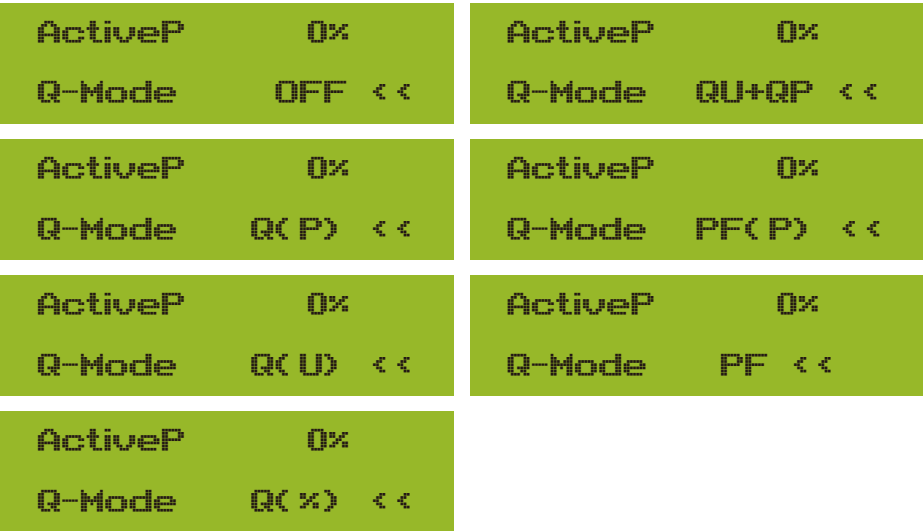 ActiveP 0%
Q-Mode OFF <<
ActiveP 0%
Q-Mode Q(P) <<
ActiveP 0%
Q-Mode Q(U) <<
ActiveP 0%
Q-Mode Q(%) <<
ActiveP 0%
Q-Mode QU+QP <<
ActiveP 0%
Q-Mode PF(P) <<
ActiveP 0%
Q-Mode PF <<